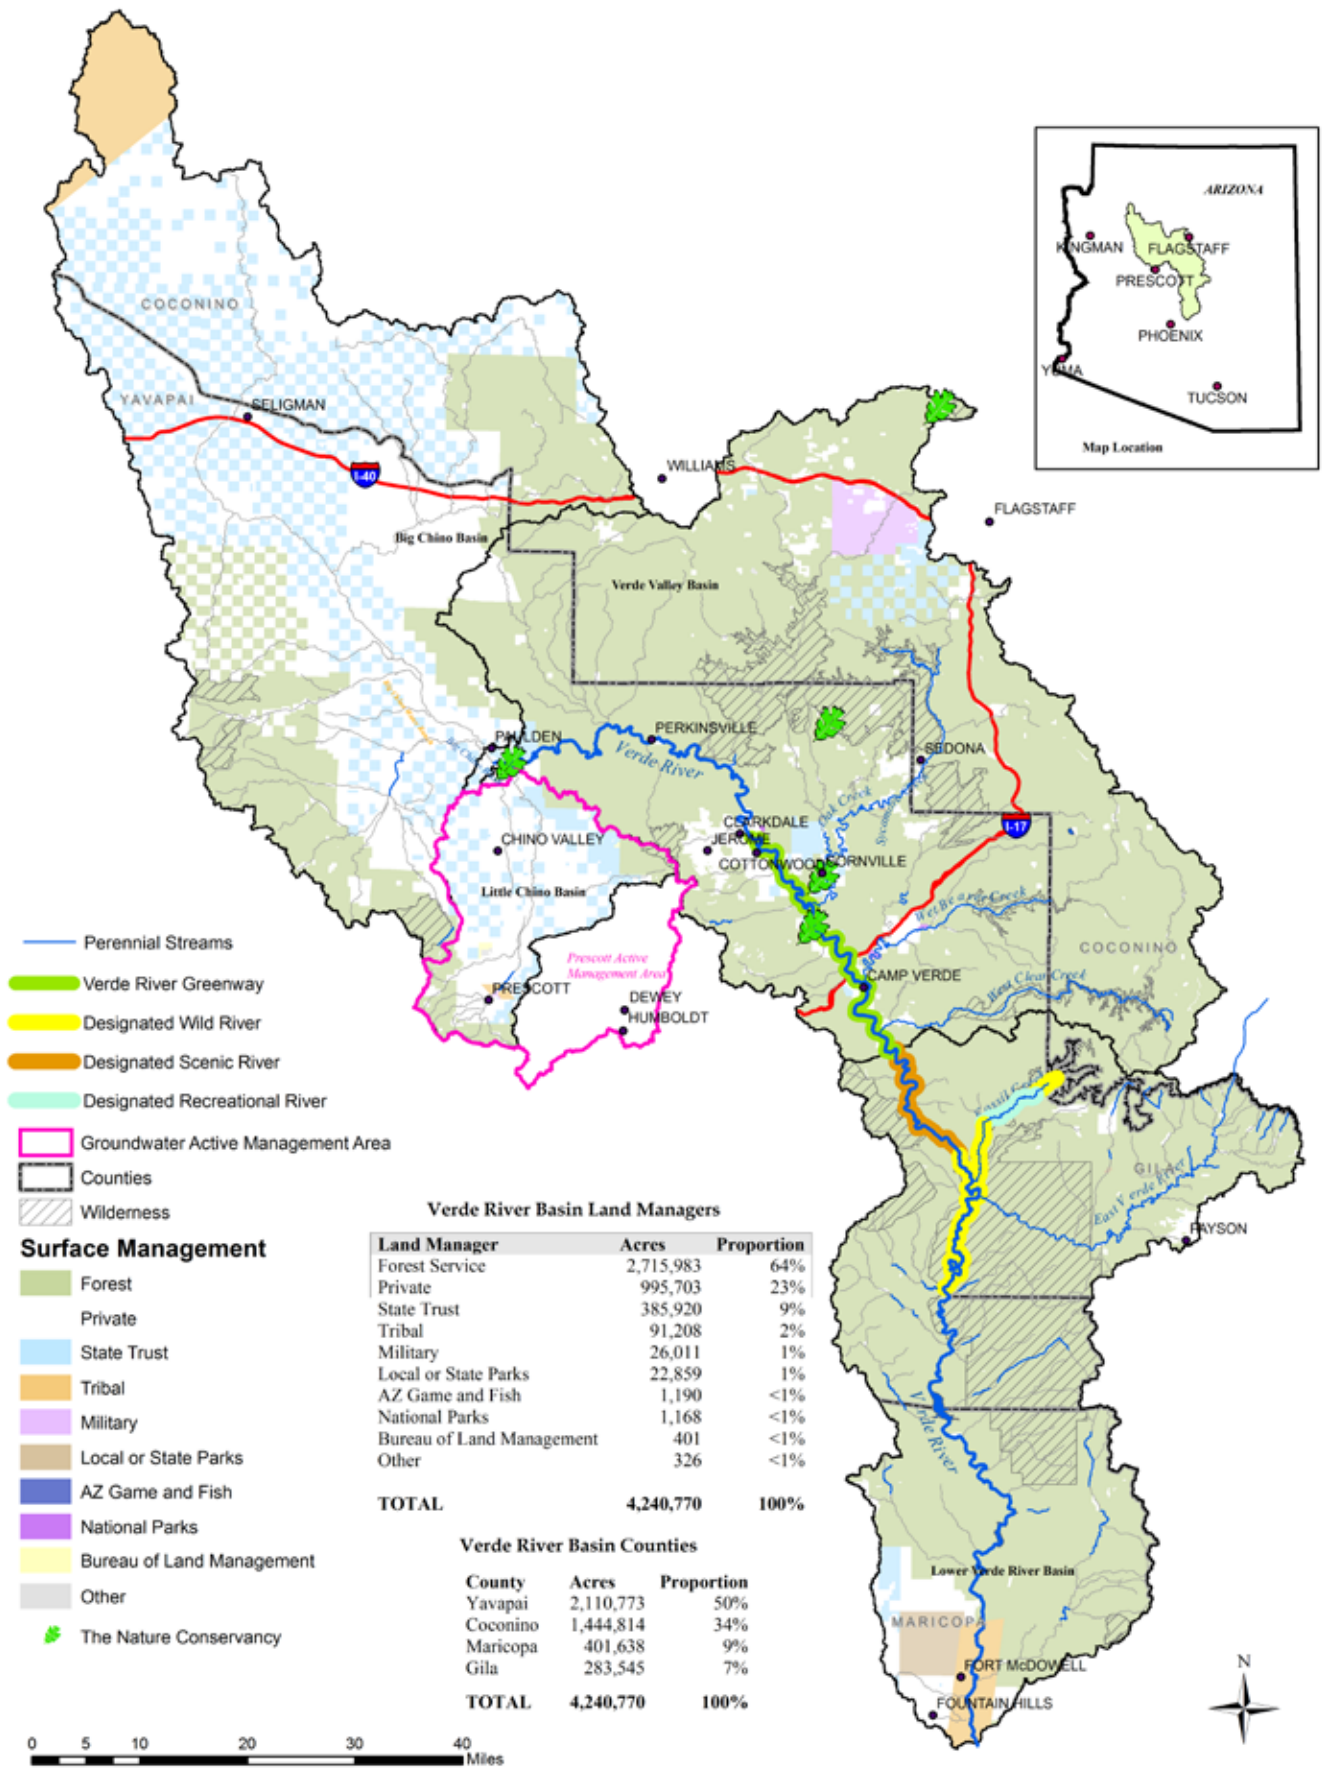 ARIZONA
KINGMAN
FLAGSTAFF
PRESCOTT
PHOENIX
YUMA
TUCSON
Map Location
COCONINO
YAVAPAI
SELIGMAN
I-40
WILLIAMS
FLAGSTAFF
Big Chino Basin
Verde Valley Basin
PAULDEN
PERKINSVILLE
Verde River
SEDONA
I-17
Oak Creek
CLARKDALE
JEROME
COTTONWOOD
CORNVILLE
CHINO VALLEY
Little Chino Basin
Wet Beaver Creek
COCONINO
Prescott Active
Management Area
PRESCOTT
DEWEY
HUMBOLDT
CAMP VERDE
West Clear Creek
Fossil Creek
GILA
East Verde River
PAYSON
Verde River
Lower Verde River Basin
MARICOPA
FORT McDOWELL
FOUNTAIN HILLS
N
Perennial Streams
Verde River Greenway
Designated Wild River
Designated Scenic River
Designated Recreational River
Groundwater Active Management Area
Counties
Wilderness
Surface Management
Forest
Private
State Trust
Tribal
Military
Local or State Parks
AZ Game and Fish
National Parks
Bureau of Land Management
Other
The Nature Conservancy
Verde River Basin Land Managers
Land Manager Acres Proportion
Forest Service 2,715,983 64%
Private 995,703 23%
State Trust 385,920 9%
Tribal 91,208 2%
Military 26,011 1%
Local or State Parks 22,859 1%
AZ Game and Fish 1,190 <1%
National Parks 1,168 <1%
Bureau of Land Management 401 <1%
Other 326 <1%
TOTAL 4,240,770 100%
Verde River Basin Counties
County Acres Proportion
Yavapai 2,110,773 50%
Coconino 1,444,814 34%
Maricopa 401,638 9%
Gila 283,545 7%
TOTAL 4,240,770 100%
0 5 10 20 30 40
Miles